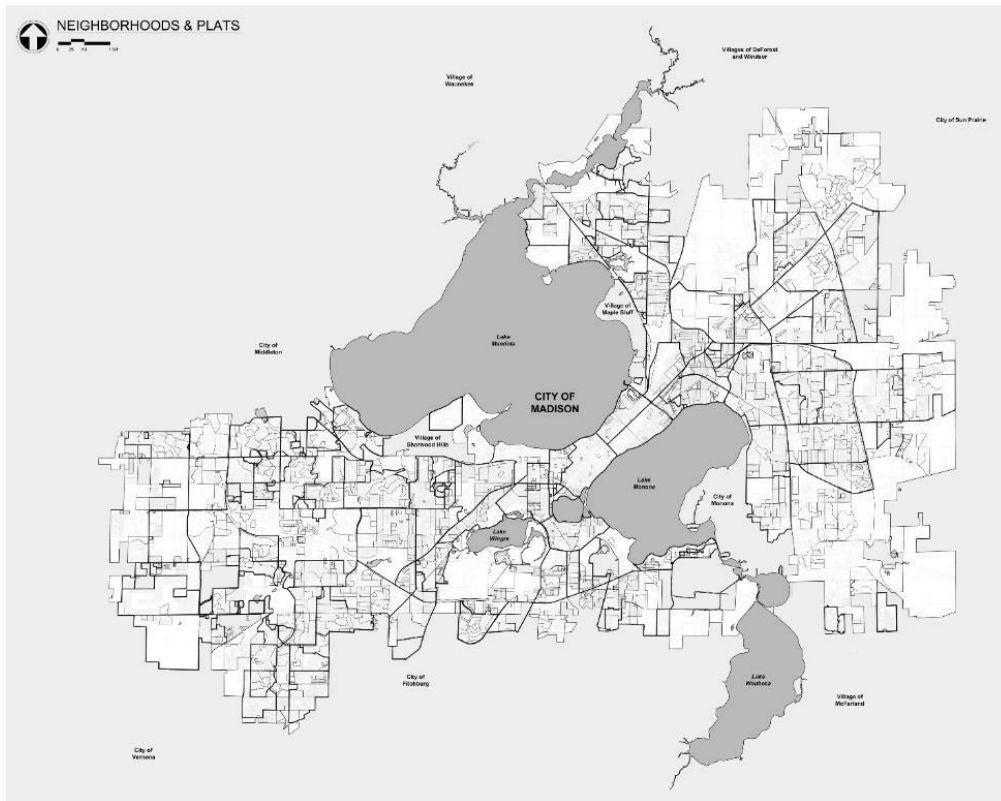 NEIGHBORHOODS & PLATS
Villages of DeForest
and Windsor
Village of
Waunakee
City of Sun Prairie
Village of
Maple Bluff
Lake
Mendota
City of
Middleton
CITY OF
MADISON
Village of
Shorewood Hills
Lake
Monona
City of
Monona
Lake
Wingra
City of
Fitchburg
Lake
Waubesa
Village of
McFarland
City of
Verona